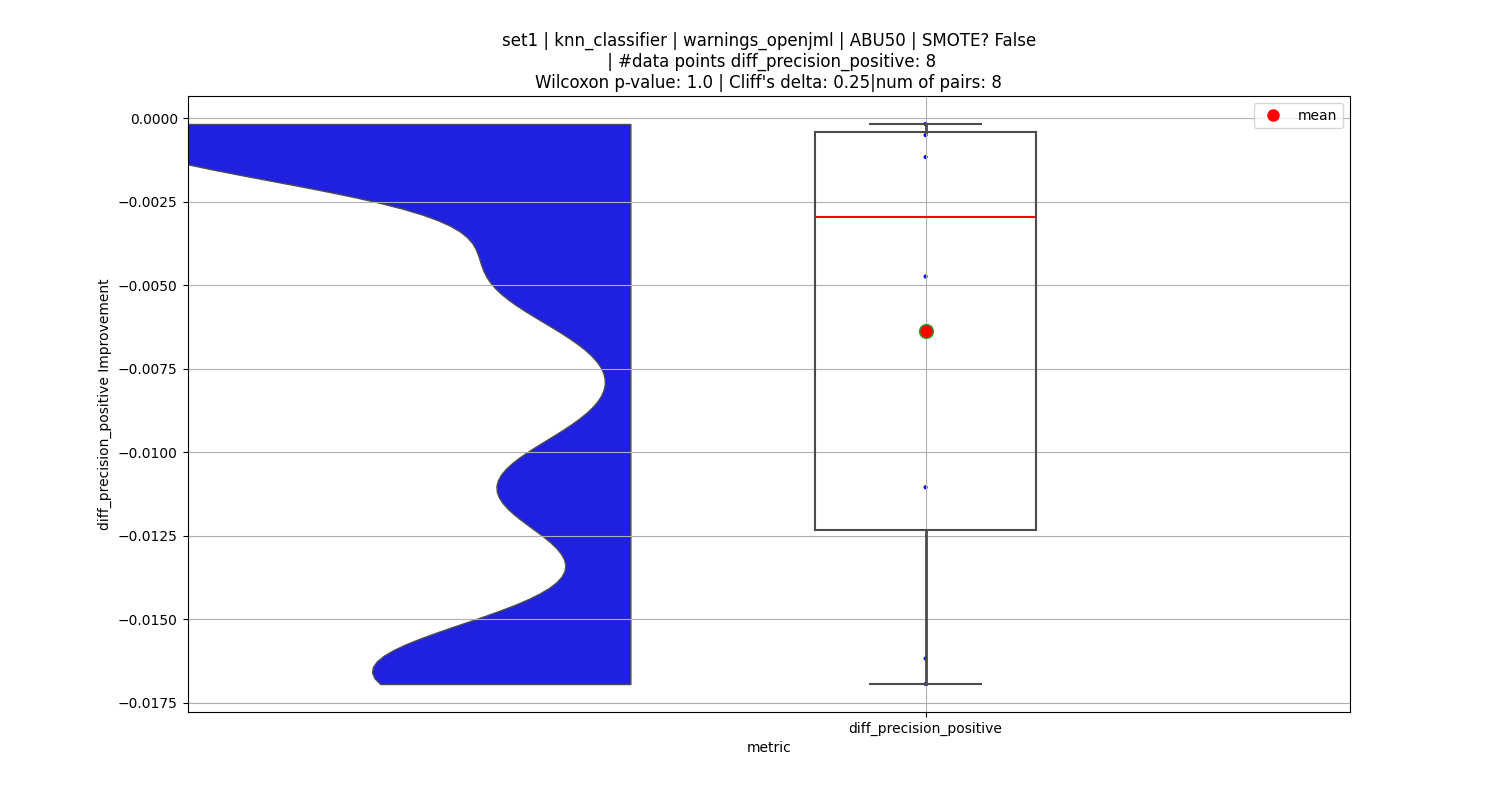 set1 | knn_classifier | warnings_openjml | ABU50 | SMOTE? False
| #data points diff_precision_positive: 8
Wilcoxon p-value: 1.0 | Cliff's delta: 0.25|num of pairs: 8
mean
0.0000
−0.0025
−0.0050
−0.0075
−0.0100
−0.0125
−0.0150
−0.0175
diff_precision_positive Improvement
diff_precision_positive
metric